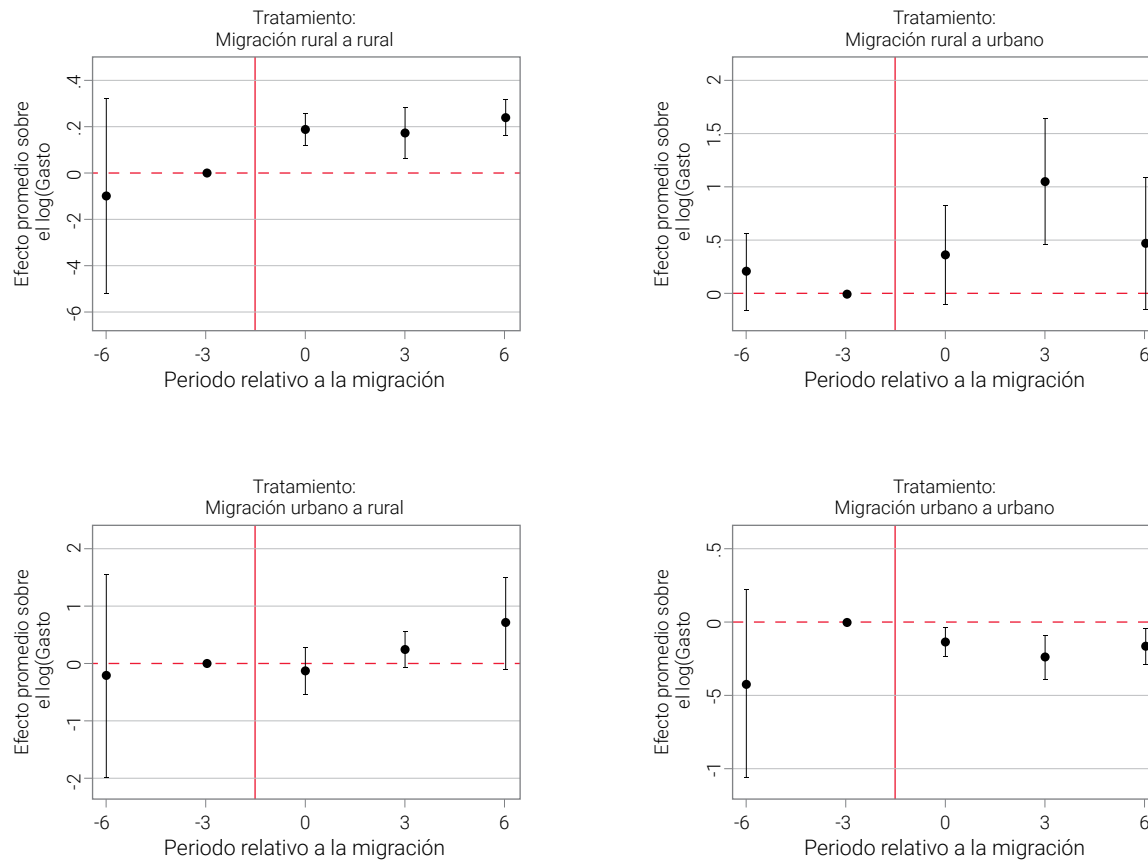 Tratamiento:
Migración rural a rural
Efecto promedio sobre
el log(Gasto
.4
.2
0
-.2
-.4
-.6
-6 -3 0 3 6
Periodo relativo a la migración
Tratamiento:
Migración rural a urbano
Efecto promedio sobre
el log(Gasto
2
1.5
1
.5
0
-6 -3 0 3 6
Periodo relativo a la migración
Tratamiento:
Migración urbano a rural
Efecto promedio sobre
el log(Gasto
2
1
0
-1
-2
-6 -3 0 3 6
Periodo relativo a la migración
Tratamiento:
Migración urbano a urbano
Efecto promedio sobre
el log(Gasto
.5
0
-.5
-1
-6 -3 0 3 6
Periodo relativo a la migración